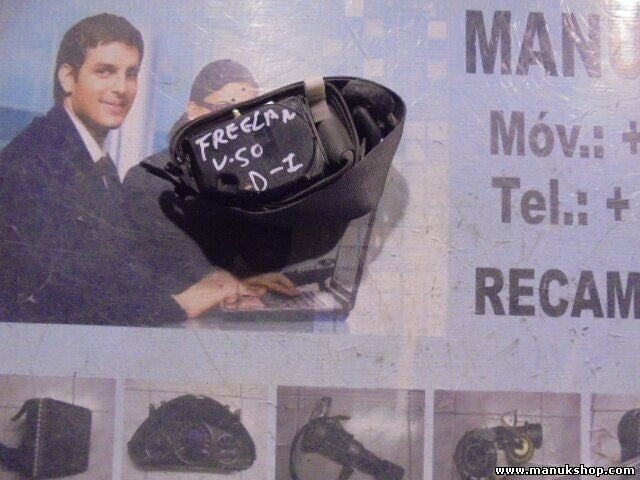 MANU
Móv.: +
Tel.: +
RECAM
FREELAN
V-50
D-I
www.manukshop.com